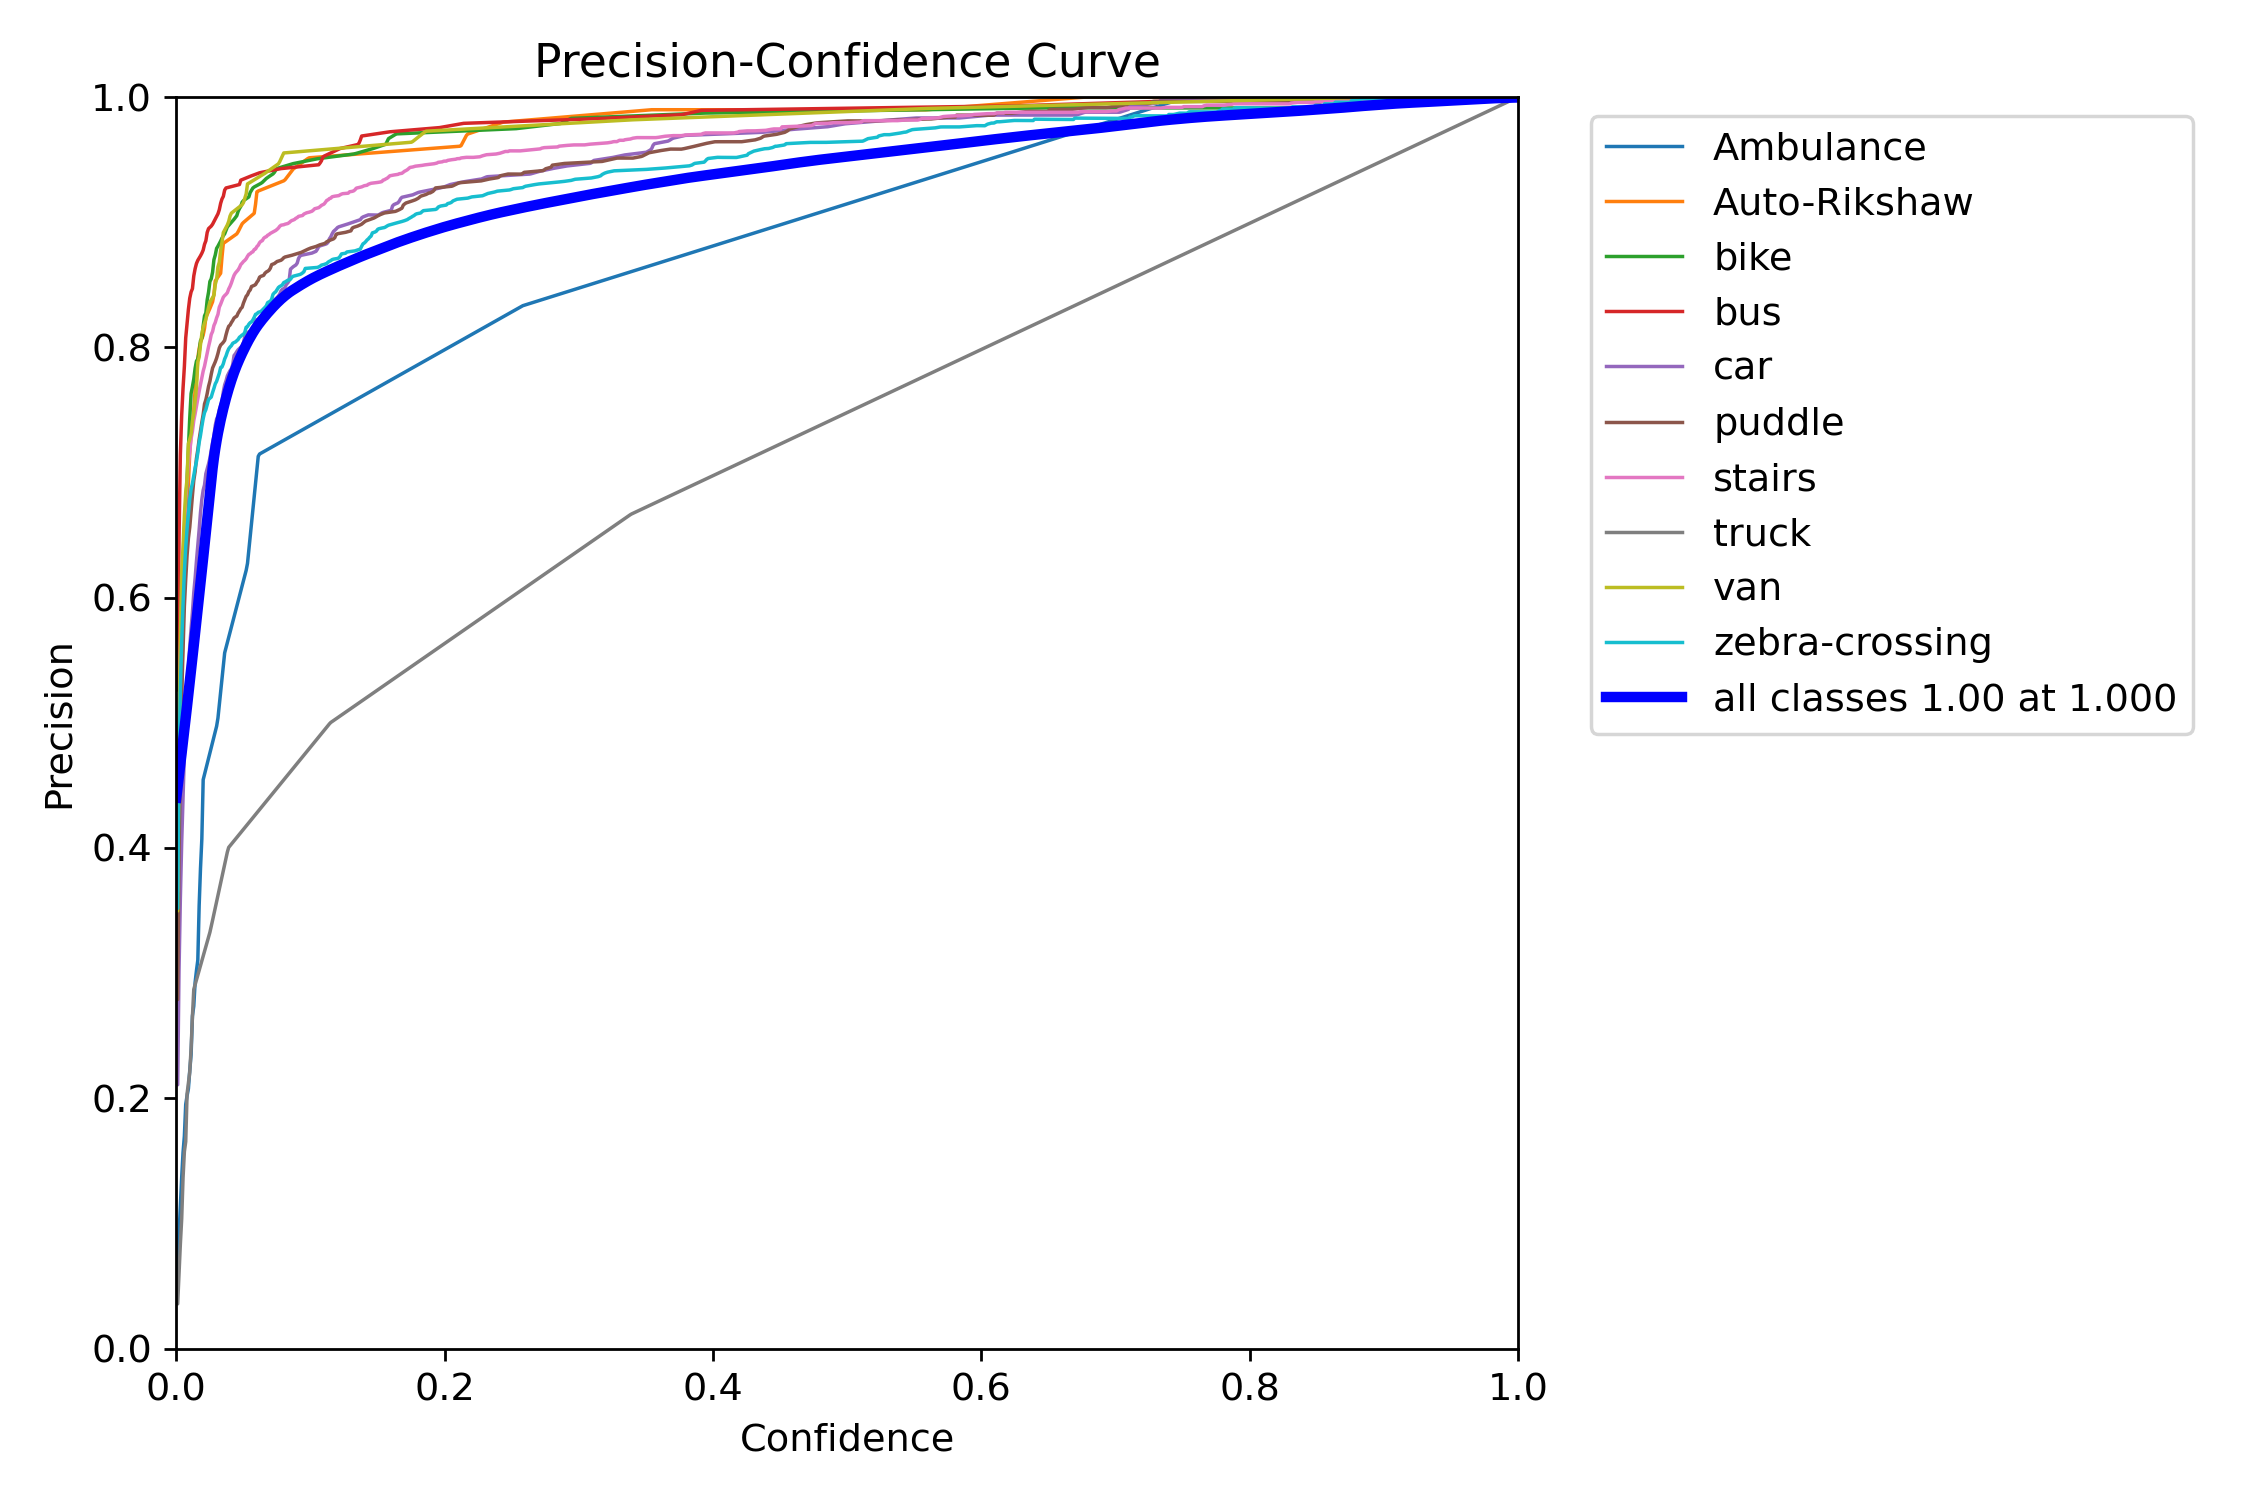 Precision-Confidence Curve
1.0
0.8
0.6
0.4
0.2
0.0
Precision
0.0 0.2 0.4 0.6 0.8 1.0
Confidence
Ambulance
Auto-Rikshaw
bike
bus
car
puddle
stairs
truck
van
zebra-crossing
all classes 1.00 at 1.000